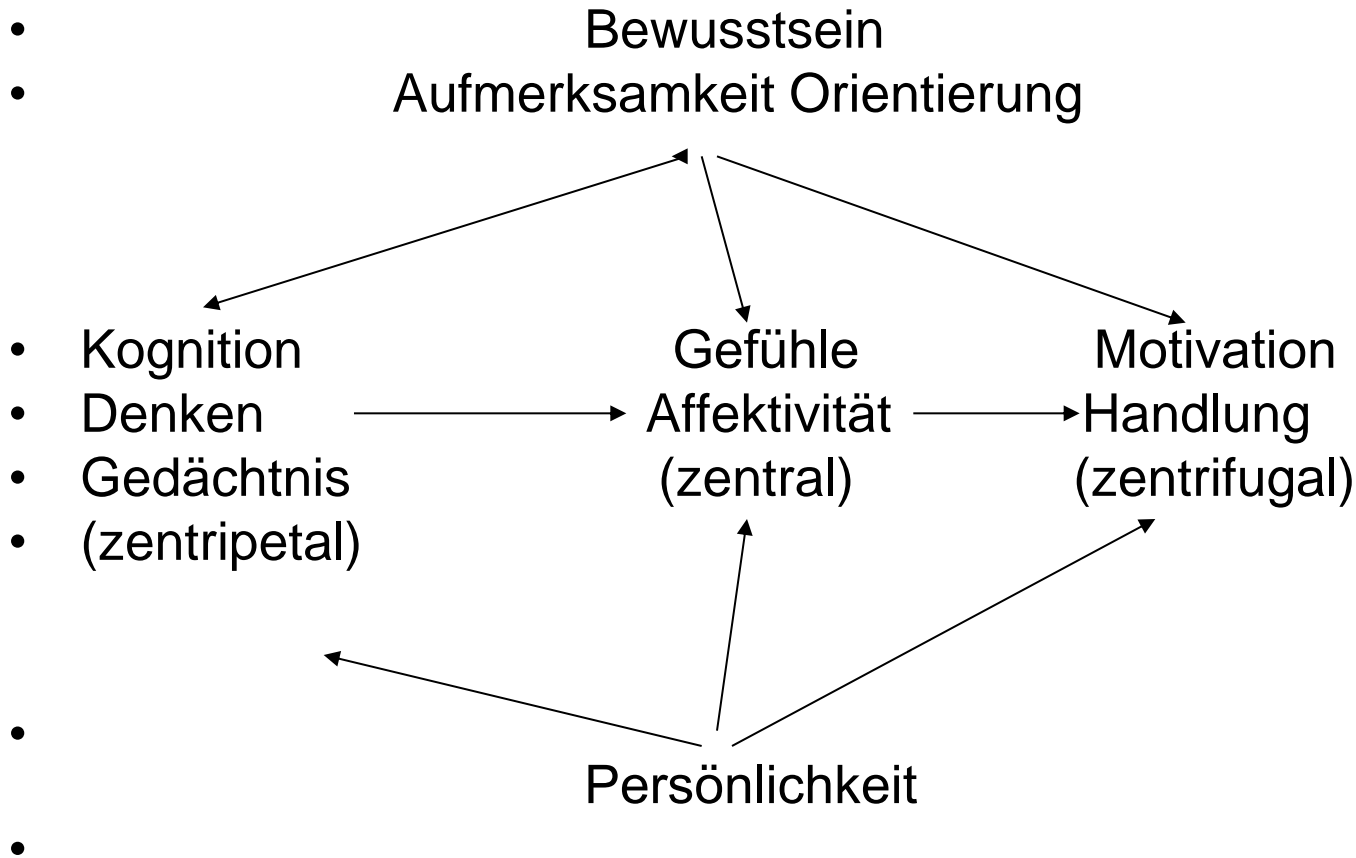 • Bewusstsein
• Aufmerksamkeit Orientierung
• Kognition Gefühle Motivation
• Denken Affektivität Handlung
• Gedächtnis (zentral) (zentrifugal)
• (zentripetal)
•
Persönlichkeit
•